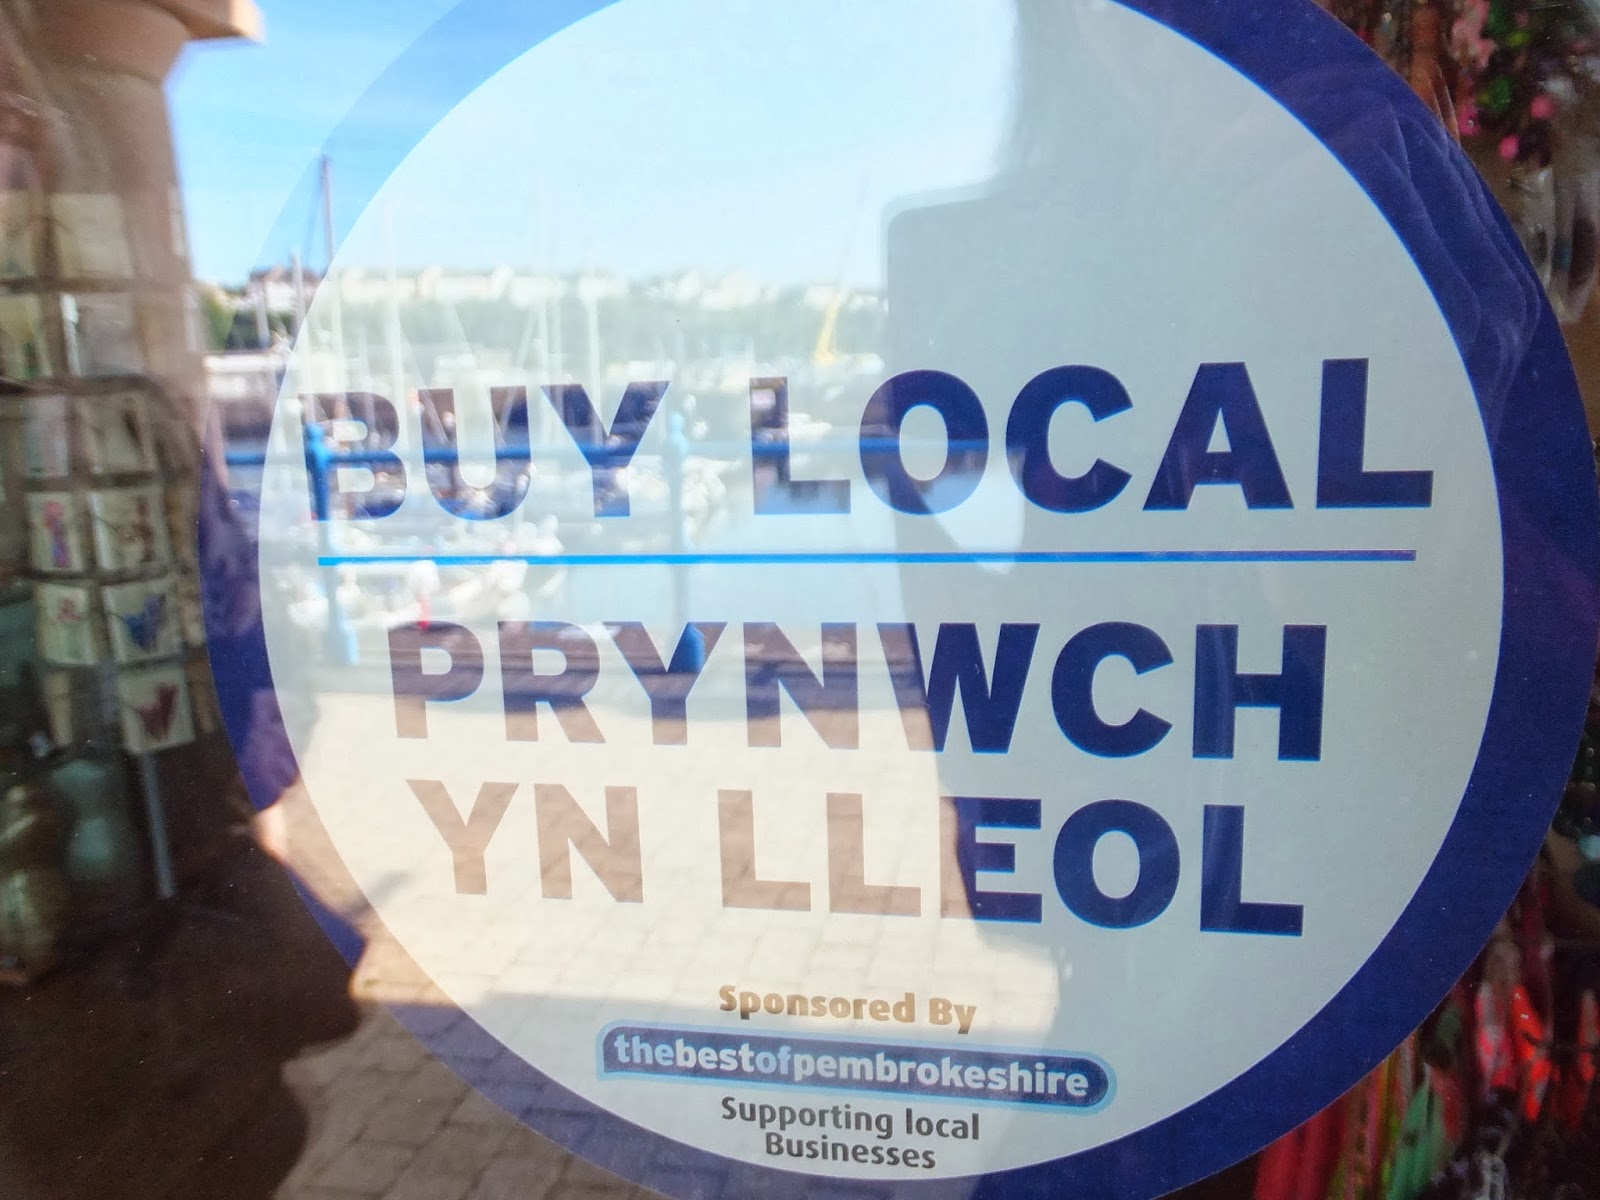 BUY LOCAL
PRYNWCH
YN LLEOL
Sponsored By
thebestofpembrokeshire
Supporting local
Businesses